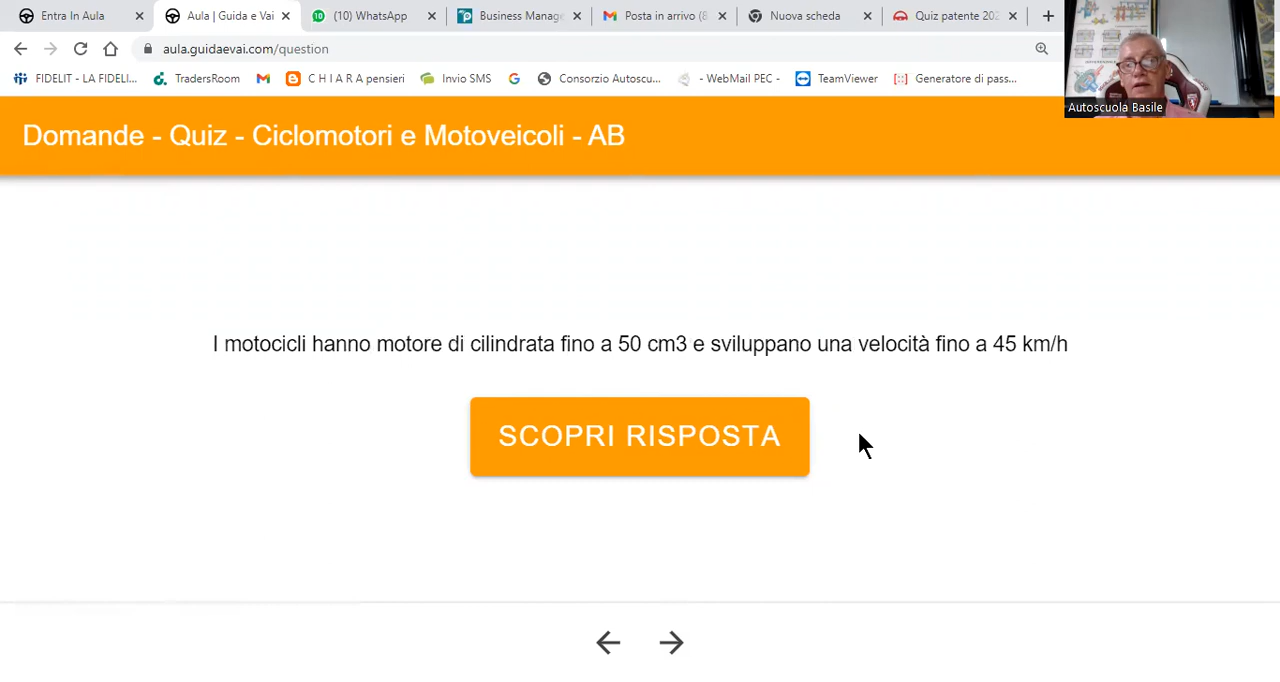 Entra In Aula
Aula | Guida e Vai
(10) WhatsApp
Business Manage
Posta in arrivo (8
Nuova scheda
Quiz patente 202
aula.guidaevai.com/question
FIDELIT - LA FIDELI...
TradersRoom
C H I A R A pensieri
Invio SMS
Consorzio Autoscu...
- WebMail PEC -
TeamViewer
Generatore di pass...
Autoscuola Basile
Domande - Quiz - Ciclomotori e Motoveicoli - AB
I motocicli hanno motore di cilindrata fino a 50 cm3 e sviluppano una velocità fino a 45 km/h
SCOPRI RISPOSTA